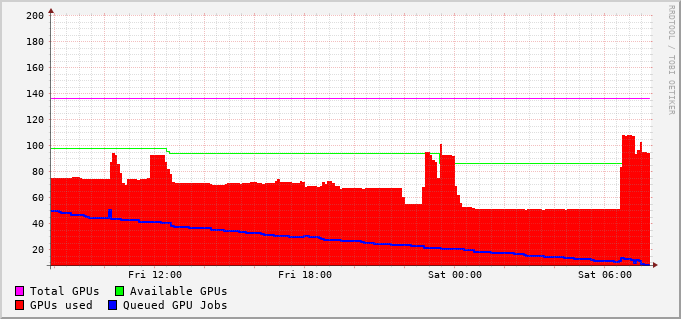 RRDTOOL / TOBI OETIKER
200
180
160
140
120
100
80
60
40
20
Fri 12:00 Fri 18:00 Sat 00:00 Sat 06:00
Total GPUs Available GPUs
GPUs used Queued GPU Jobs